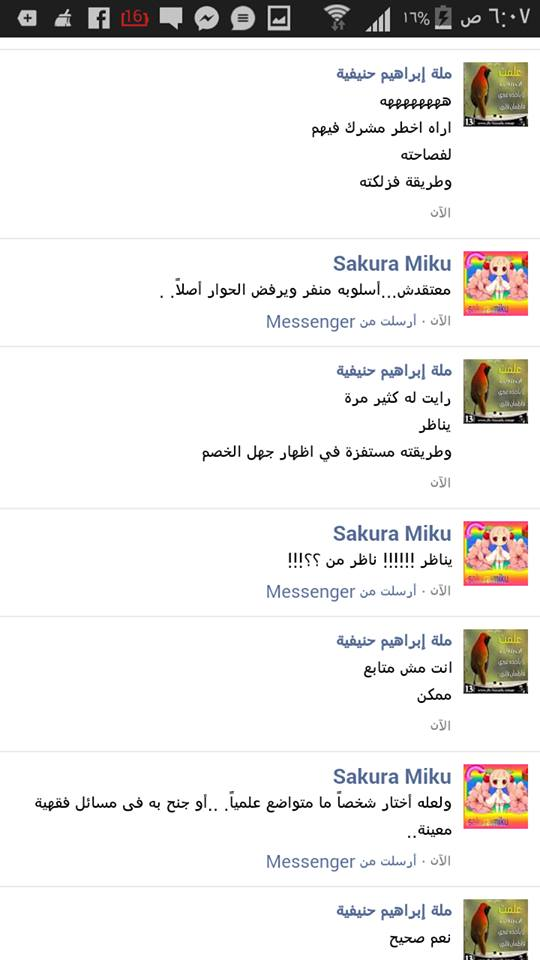 ٦:٠٧ ص ١٦%
16
ملة إبراهيم حنيفية
ههههههههه
اراه اخطر مشرك فيهم
لفصاحته
وطريقة فزلكته
الآن
Sakura Miku
معتقدش...أسلوبه منفر ويرفض الحوار أصلاً. .
الآن · أرسلت من Messenger
ملة إبراهيم حنيفية
رايت له كثير مرة
يناظر
وطريقته مستفزة في اظهار جهل الخصم
الآن
Sakura Miku
يناظر !!!!!! ناظر من ؟؟!!!
الآن · أرسلت من Messenger
ملة إبراهيم حنيفية
انت مش متابع
ممكن
الآن
Sakura Miku
ولعله أختار شخصاً ما متواضع علمياً. ..أو جنح به فى مسائل فقهية
معينة..
الآن · أرسلت من Messenger
ملة إبراهيم حنيفية
نعم صحيح